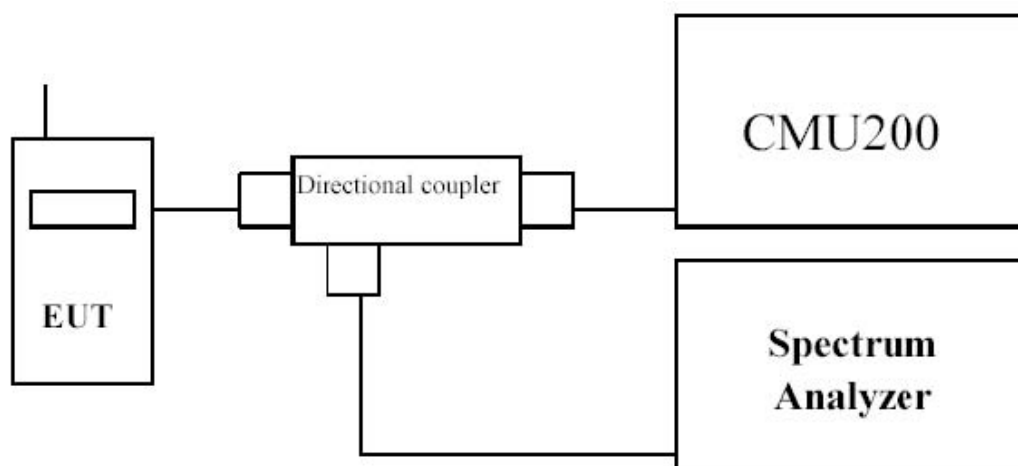 CMU200
Directional coupler
EUT
Spectrum
Analyzer